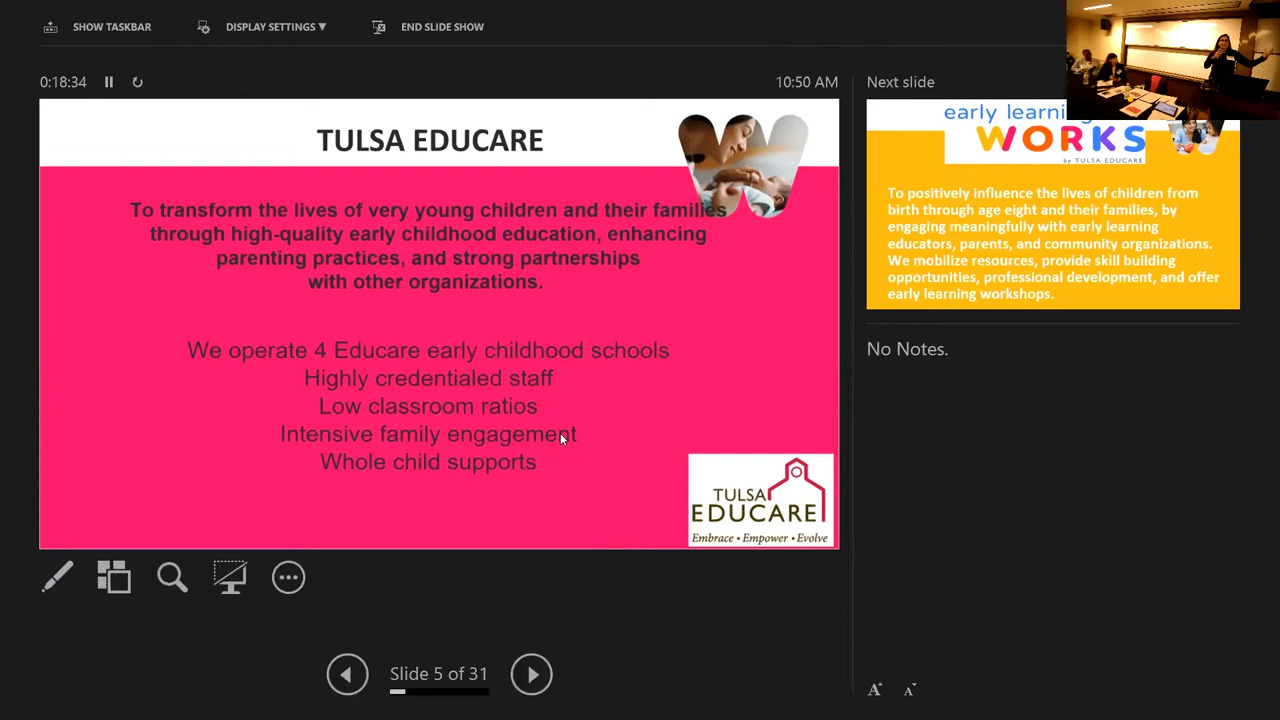 SHOW TASKBAR
DISPLAY SETTINGS ▼
END SLIDE SHOW
0:18:34
10:50 AM
TULSA EDUCARE
To transform the lives of very young children and their families
through high-quality early childhood education, enhancing
parenting practices, and strong partnerships
with other organizations.
We operate 4 Educare early childhood schools
Highly credentialed staff
Low classroom ratios
Intensive family engagement
Whole child supports
TULSA
EDUCARE
Embrace • Empower • Evolve
Slide 5 of 31
Next slide
early learning
WORKS
by TULSA EDUCARE
To positively influence the lives of children from
birth through age eight and their families, by
engaging meaningfully with early learning
educators, parents, and community organizations.
We mobilize resources, provide skill building
opportunities, professional development, and offer
early learning workshops.
No Notes.
A A